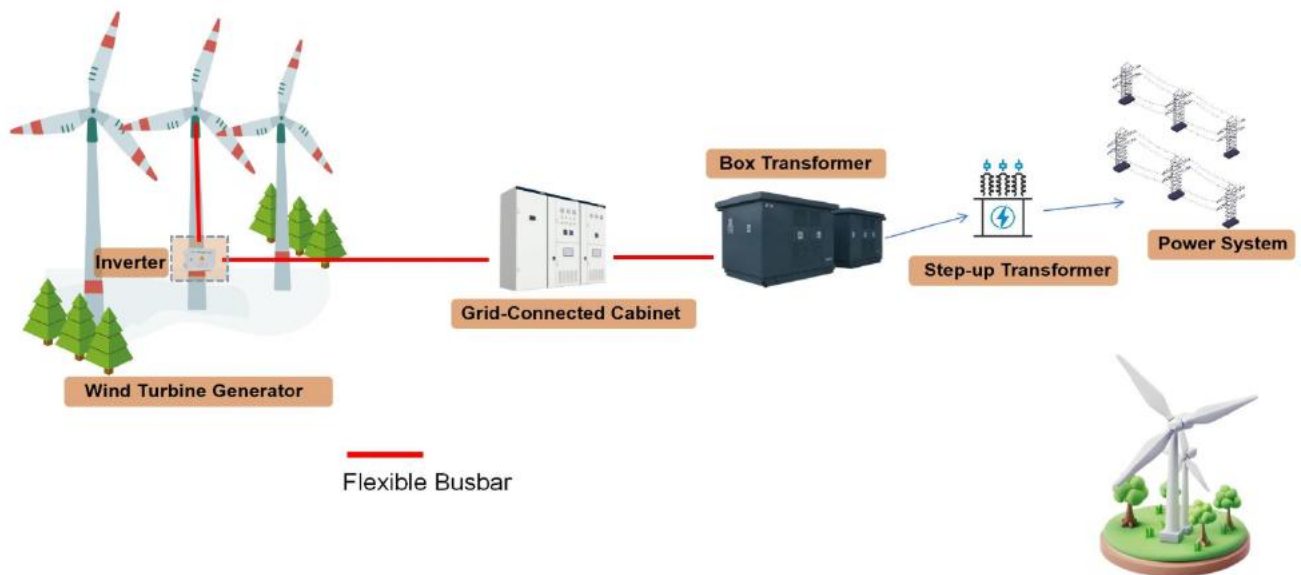 Box Transformer
Inverter
Power System
Step-up Transformer
Grid-Connected Cabinet
Wind Turbine Generator
Flexible Busbar